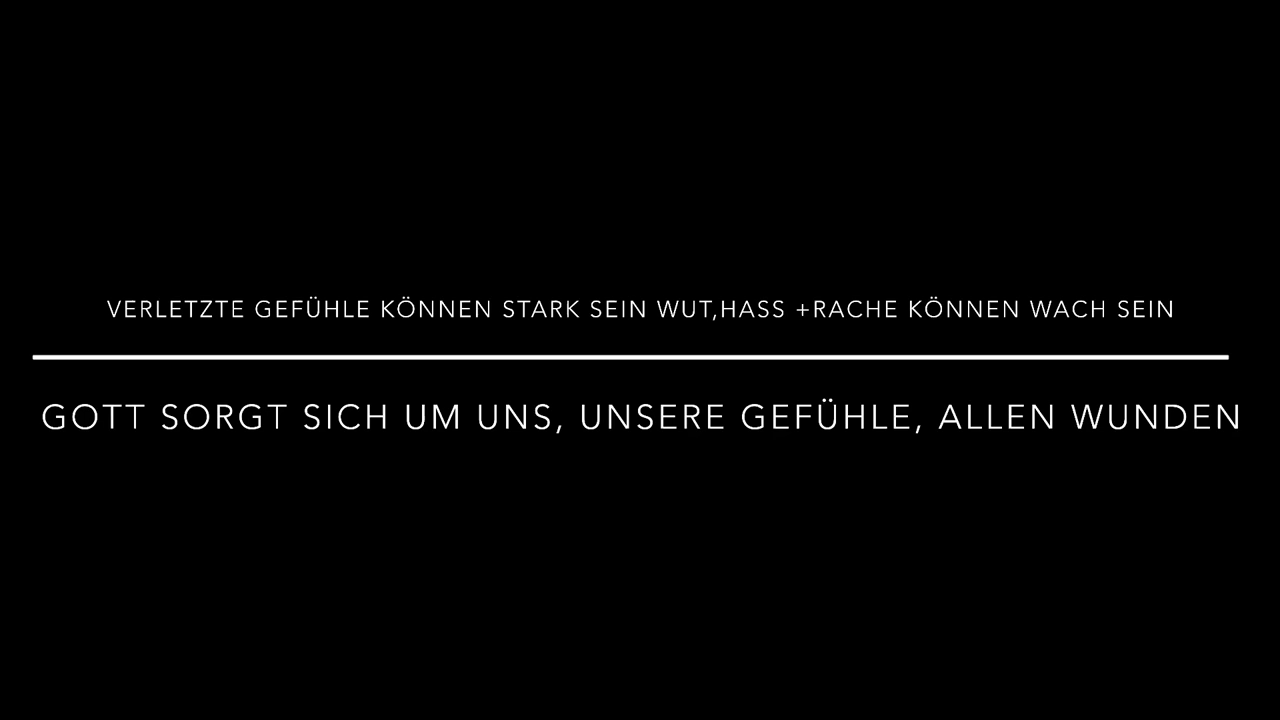 VERLETZTE GEFÜHLE KÖNNEN STARK SEIN WUT,HASS +RACHE KÖNNEN WACH SEIN
GOTT SORGT SICH UM UNS, UNSERE GEFÜHLE, ALLEN WUNDEN